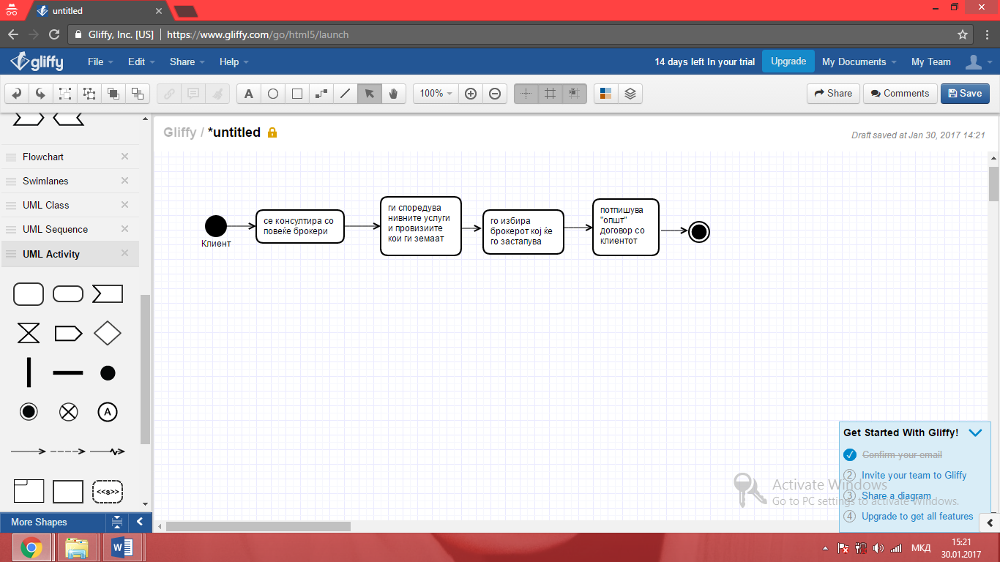 untitled
Gliffy, Inc. [US] https://www.gliffy.com/go/html5/launch
gliffy File Edit Share Help 14 days left In your trial Upgrade My Documents My Team
A 100% Share Comments Save
Gliffy / *untitled
Draft saved at Jan 30, 2017 14:21
Flowchart
Swimlanes
UML Class
UML Sequence
UML Activity
A
<<s>>
More Shapes
Клиент
се консултира со
повеќе брокери
ги споредува
нивните услуги
и провизиите
кои ги земаат
го избира
брокерот кој ќе
го застапува
потпишува
"општ"
договор со
клиентот
Get Started With Gliffy!
Confirm your email
2 Invite your team to Gliffy
3 Share a diagram
4 Upgrade to get all features
Activate Windows
Go to PC settings to activate Windows.
МКД
15:21
30.01.2017